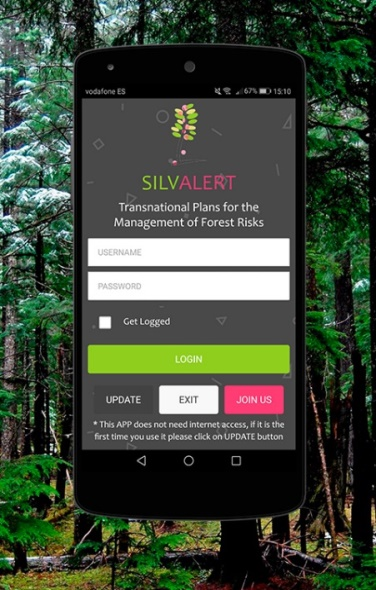 vodafone ES 67% 15:10
SILVALERT
Transnational Plans for the
Management of Forest Risks
USERNAME
PASSWORD
Get Logged
LOGIN
UPDATE EXIT JOIN US
* This APP does not need internet access, if it is the
first time you use it please click on UPDATE button